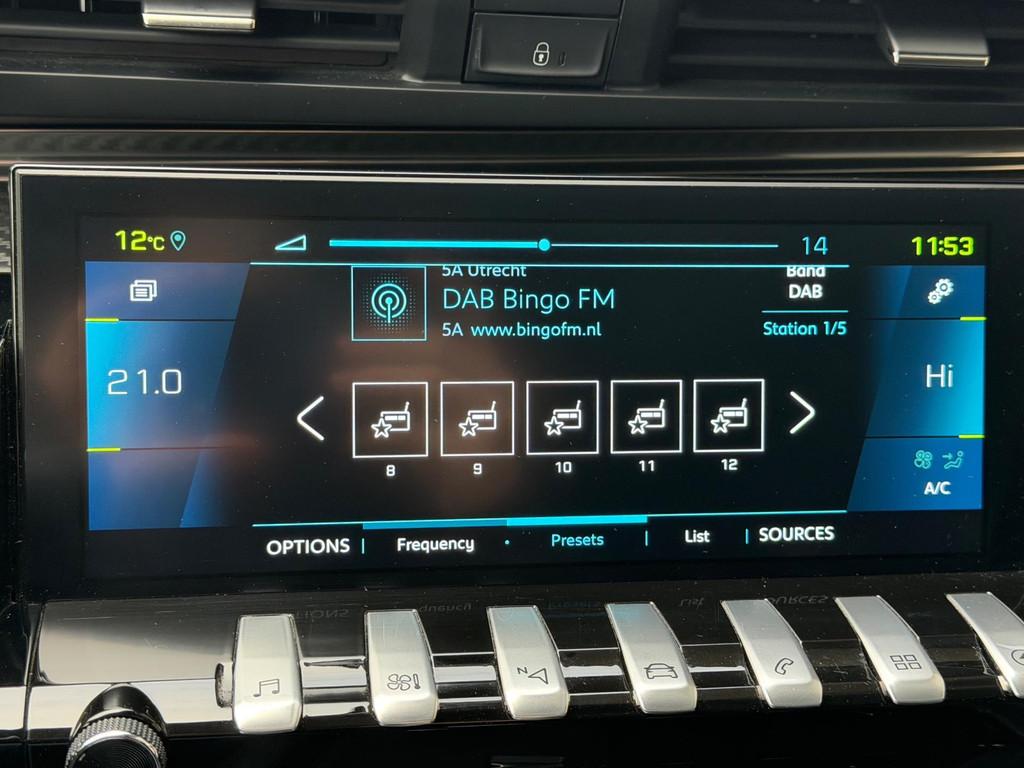 12°C
14
11:53
5A Utrecht
Band
DAB Bingo FM
DAB
5A www.bingofm.nl
Station 1/5
21.0
Hi
8 9 10 11 12
A/C
OPTIONS | Frequency • Presets | List | SOURCES
N